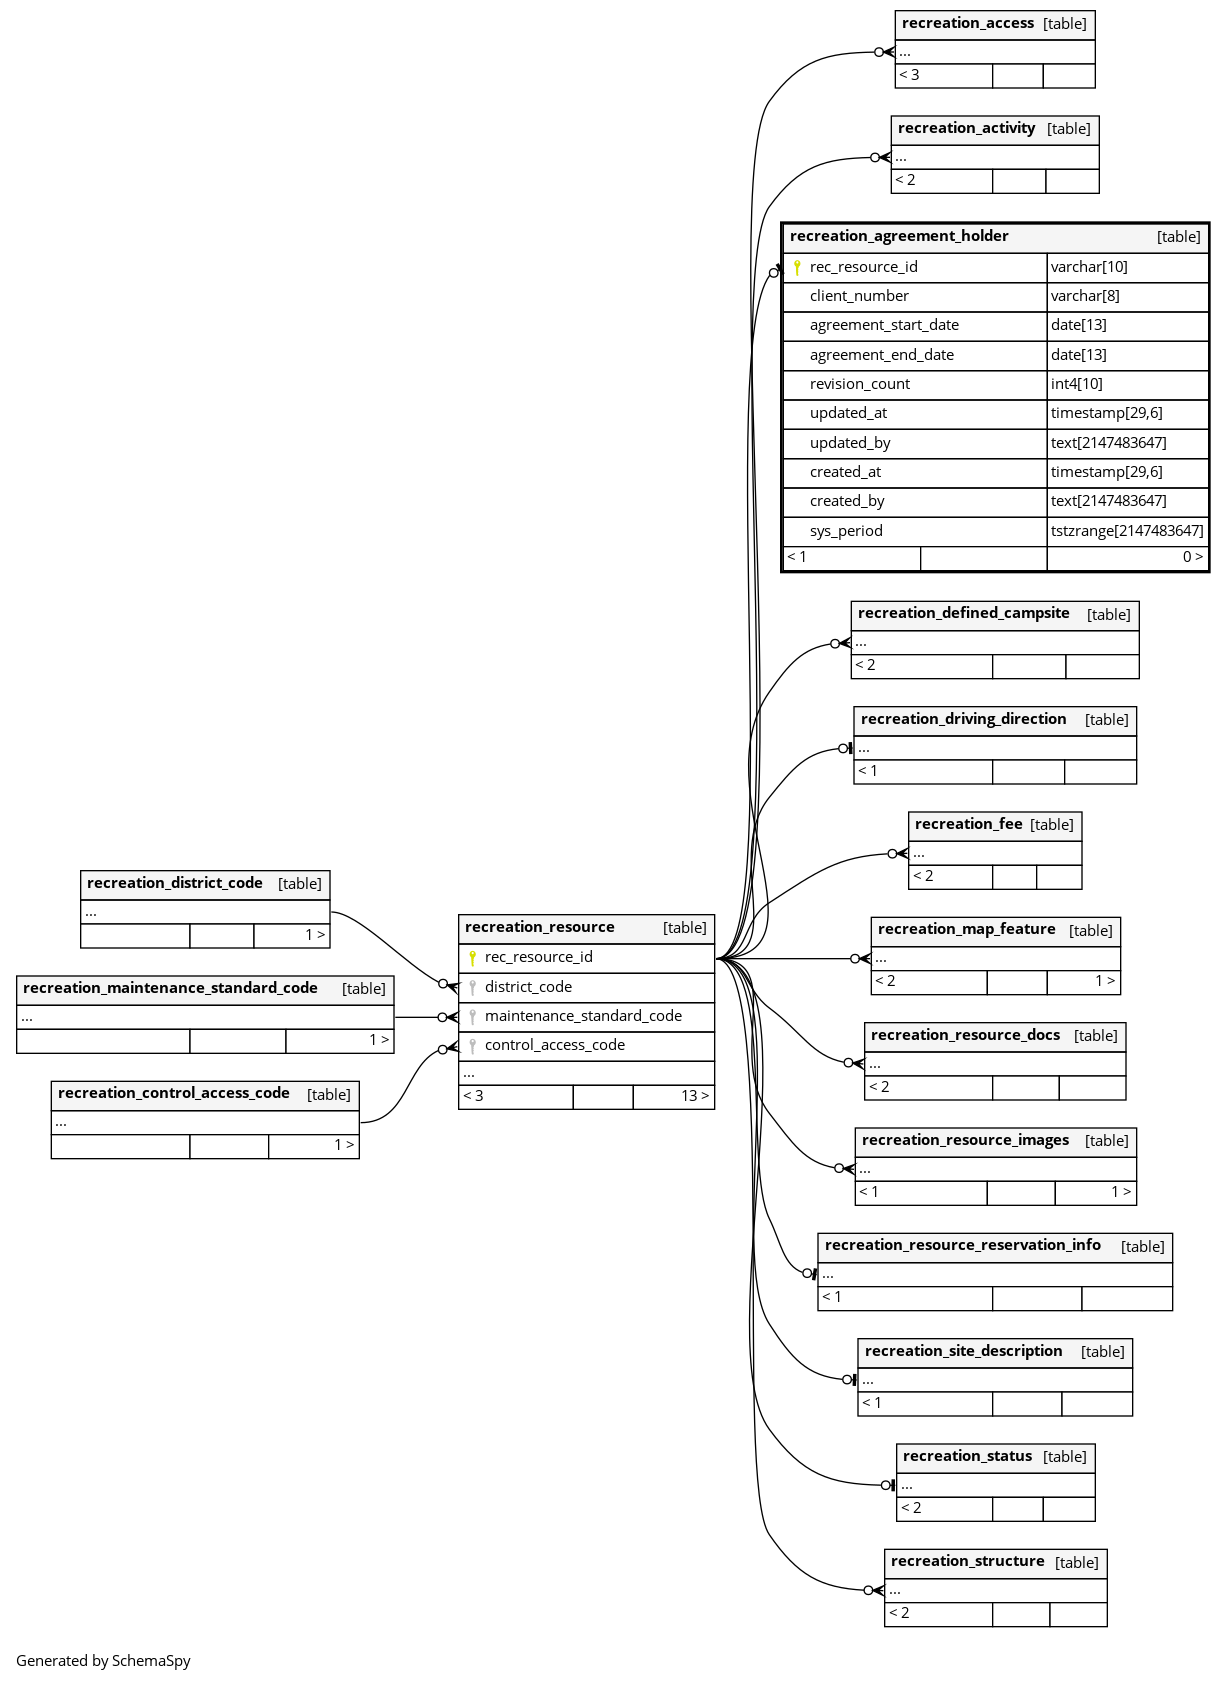 recreation_access [table]
...
< 3
recreation_activity [table]
...
< 2
recreation_agreement_holder [table]
rec_resource_id varchar[10]
client_number varchar[8]
agreement_start_date date[13]
agreement_end_date date[13]
revision_count int4[10]
updated_at timestamp[29,6]
updated_by text[2147483647]
created_at timestamp[29,6]
created_by text[2147483647]
sys_period tstzrange[2147483647]
< 1 0 >
recreation_defined_campsite [table]
...
< 2
recreation_driving_direction [table]
...
< 1
recreation_fee [table]
...
< 2
recreation_district_code [table]
...
1 >
recreation_maintenance_standard_code [table]
...
1 >
recreation_control_access_code [table]
...
1 >
recreation_resource [table]
rec_resource_id
district_code
maintenance_standard_code
control_access_code
...
< 3 13 >
recreation_map_feature [table]
...
< 2 1 >
recreation_resource_docs [table]
...
< 2
recreation_resource_images [table]
...
< 1 1 >
recreation_resource_reservation_info [table]
...
< 1
recreation_site_description [table]
...
< 1
recreation_status [table]
...
< 2
recreation_structure [table]
...
< 2
Generated by SchemaSpy